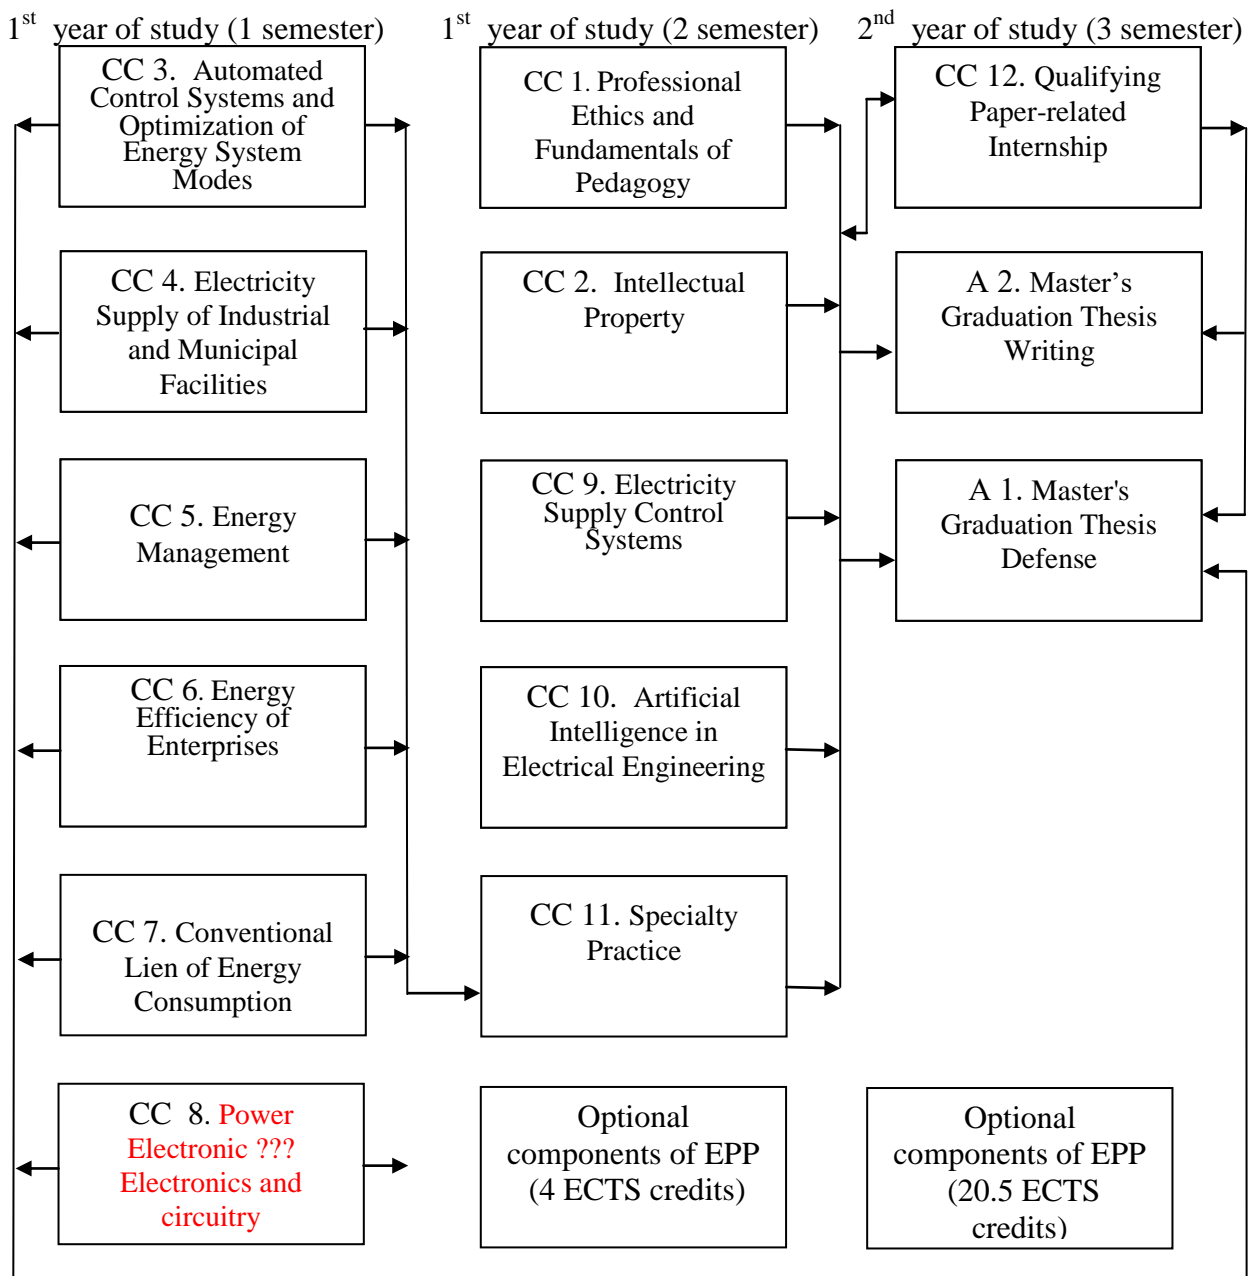 1st year of study (1 semester)
1st year of study (2 semester)
2nd year of study (3 semester)
CC 3. Automated
Control Systems and
Optimization of
Energy System
Modes
CC 4. Electricity
Supply of Industrial
and Municipal
Facilities
CC 5. Energy
Management
CC 6. Energy
Efficiency of
Enterprises
CC 7. Conventional
Lien of Energy
Consumption
CC 8. Power
Electronic ???
Electronics and
circuitry
CC 1. Professional
Ethics and
Fundamentals of
Pedagogy
CC 2. Intellectual
Property
CC 9. Electricity
Supply Control
Systems
CC 10. Artificial
Intelligence in
Electrical Engineering
CC 11. Specialty
Practice
Optional
components of EPP
(4 ECTS credits)
CC 12. Qualifying
Paper-related
Internship
A 2. Master’s
Graduation Thesis
Writing
A 1. Master's
Graduation Thesis
Defense
Optional
components of EPP
(20.5 ECTS
credits)